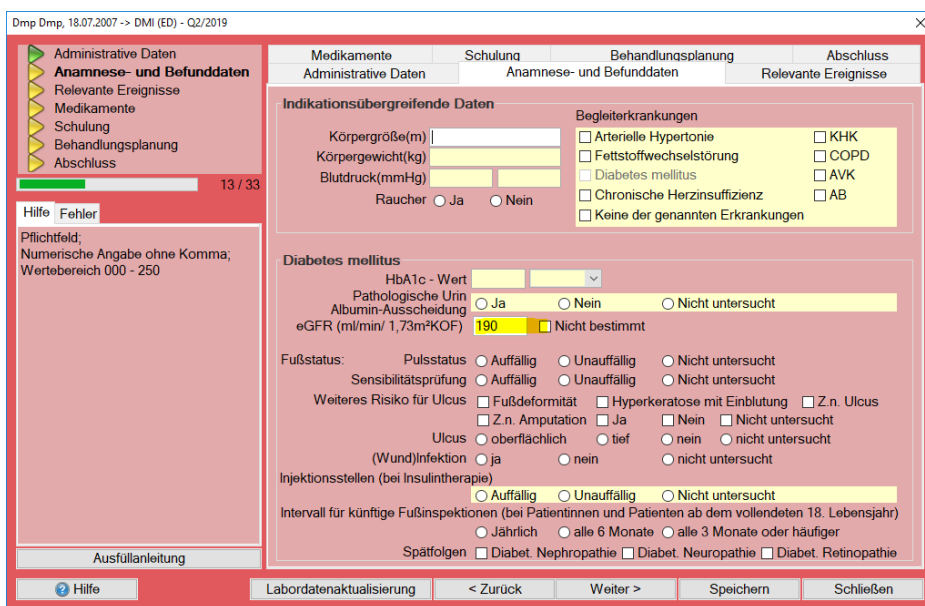 Dmp Dmp, 18.07.2007 -> DMI (ED) - Q2/2019
Administrative Daten
Anamnese- und Befunddaten
Relevante Ereignisse
Medikamente
Schulung
Behandlungsplanung
Abschluss
13 / 33
Hilfe Fehler
Pflichtfeld;
Numerische Angabe ohne Komma;
Wertebereich 000 - 250
Ausfüllanleitung
Medikamente Schulung Behandlungsplanung Abschluss
Administrative Daten Anamnese- und Befunddaten Relevante Ereignisse
Indikationsübergreifende Daten
Körpergröße(m)
Körpergewicht(kg)
Blutdruck(mmHg)
Raucher Ja Nein
Begleiterkrankungen
Arterielle Hypertonie KHK
Fettstoffwechselstörung COPD
Diabetes mellitus AVK
Chronische Herzinsuffizienz AB
Keine der genannten Erkrankungen
Diabetes mellitus
HbA1c - Wert
Pathologische Urin
Albumin-Ausscheidung Ja Nein Nicht untersucht
eGFR (ml/min/ 1,73m²KOF) 190 Nicht bestimmt
Fußstatus: Pulsstatus Auffällig Unauffällig Nicht untersucht
Sensibilitätsprüfung Auffällig Unauffällig Nicht untersucht
Weiteres Risiko für Ulcus Fußdeformität Hyperkeratose mit Einblutung Z.n. Ulcus
Z.n. Amputation Ja Nein Nicht untersucht
Ulcus oberflächlich tief nein nicht untersucht
(Wund)Infektion ja nein nicht untersucht
Injektionsstellen (bei Insulintherapie)
Auffällig Unauffällig Nicht untersucht
Intervall für künftige Fußinspektionen (bei Patientinnen und Patienten ab dem vollendeten 18. Lebensjahr)
Jährlich alle 6 Monate alle 3 Monate oder häufiger
Spätfolgen Diabet. Nephropathie Diabet. Neuropathie Diabet. Retinopathie
Hilfe Labordatenaktualisierung < Zurück Weiter > Speichern Schließen